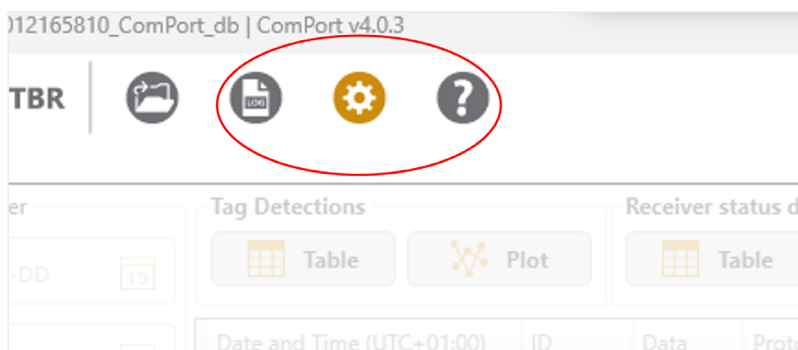 012165810_ComPort_db | ComPort v4.0.3
TBR
LOG
?
er
Tag Detections
Receiver status d
-DD
15
Table
Plot
Table
Date and Time (UTC+01:00)
ID
Data
Proto